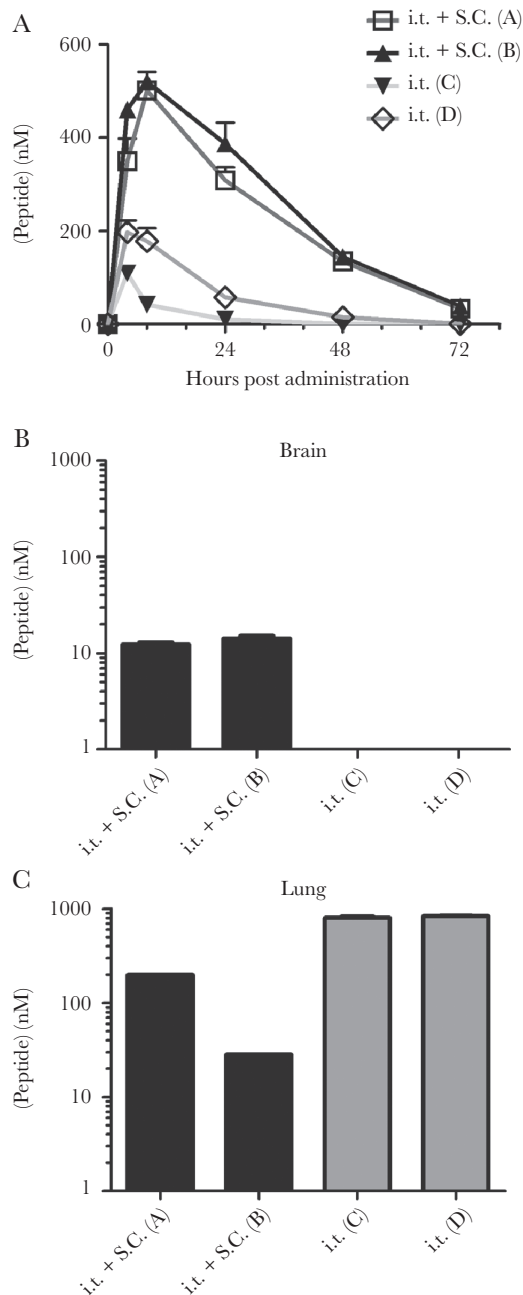 A
i.t. + S.C. (A)
i.t. + S.C. (B)
i.t. (C)
i.t. (D)
(Peptide) (nM)
600
400
200
0
0 24 48 72
Hours post administration
B
Brain
(Peptide) (nM)
1000
100
10
1
i.t. + S.C. (A)
i.t. + S.C. (B)
i.t. (C)
i.t. (D)
C
Lung
(Peptide) (nM)
1000
100
10
1
i.t. + S.C. (A)
i.t. + S.C. (B)
i.t. (C)
i.t. (D)